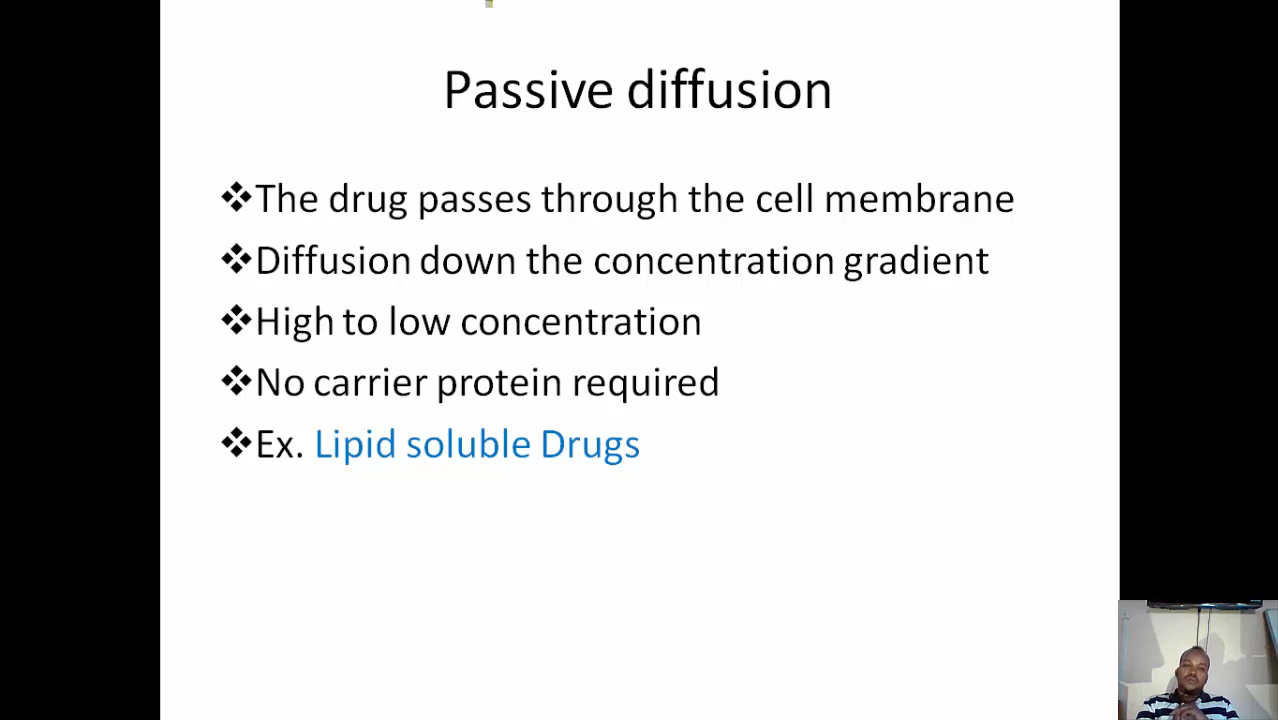 Passive diffusion
❖The drug passes through the cell membrane
❖Diffusion down the concentration gradient
❖High to low concentration
❖No carrier protein required
❖Ex. Lipid soluble Drugs